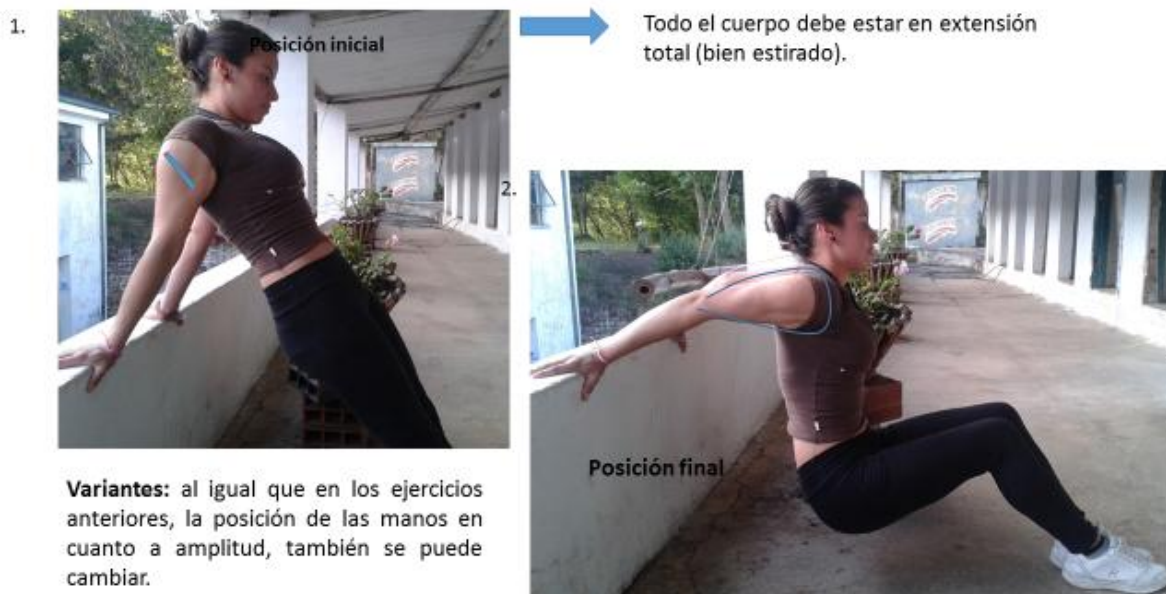 1.
Posición inicial
Todo el cuerpo debe estar en extensión
total (bien estirado).
2.
Posición final
Variantes: al igual que en los ejercicios
anteriores, la posición de las manos en
cuanto a amplitud, también se puede
cambiar.